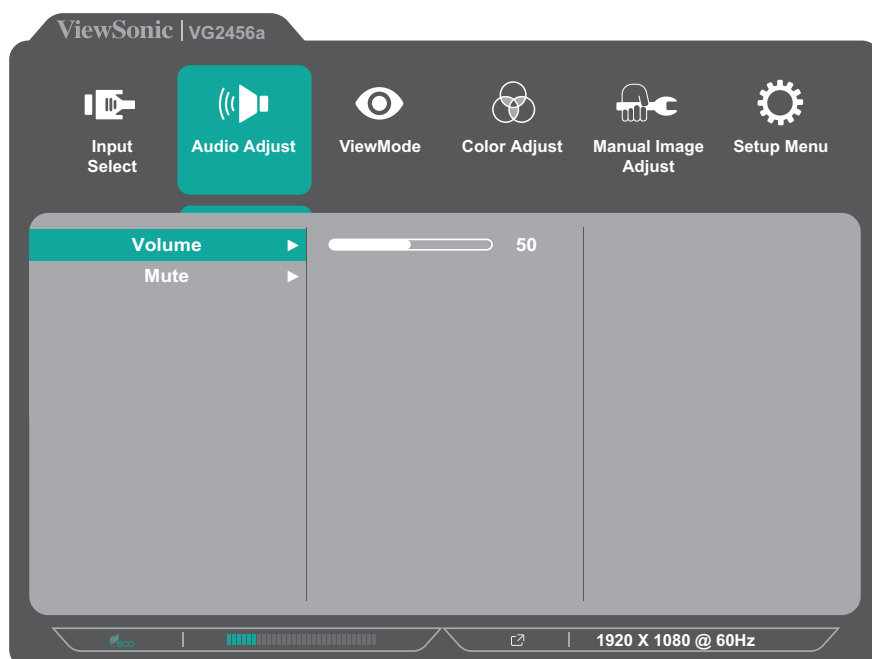 ViewSonic | VG2456a
Input Select
Audio Adjust
ViewMode
Color Adjust
Manual Image Adjust
Setup Menu
Volume 50
Mute
eco
1920 X 1080 @ 60Hz